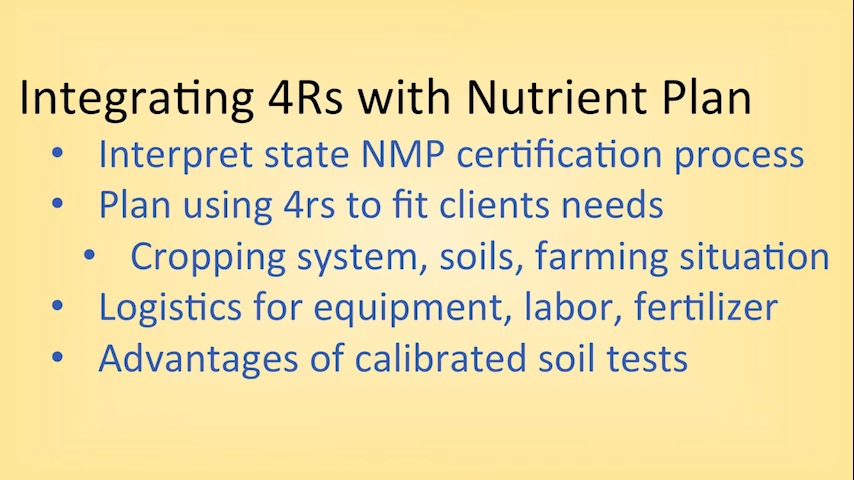 Integrating 4Rs with Nutrient Plan
• Interpret state NMP certification process
• Plan using 4rs to fit clients needs
• Cropping system, soils, farming situation
• Logistics for equipment, labor, fertilizer
• Advantages of calibrated soil tests